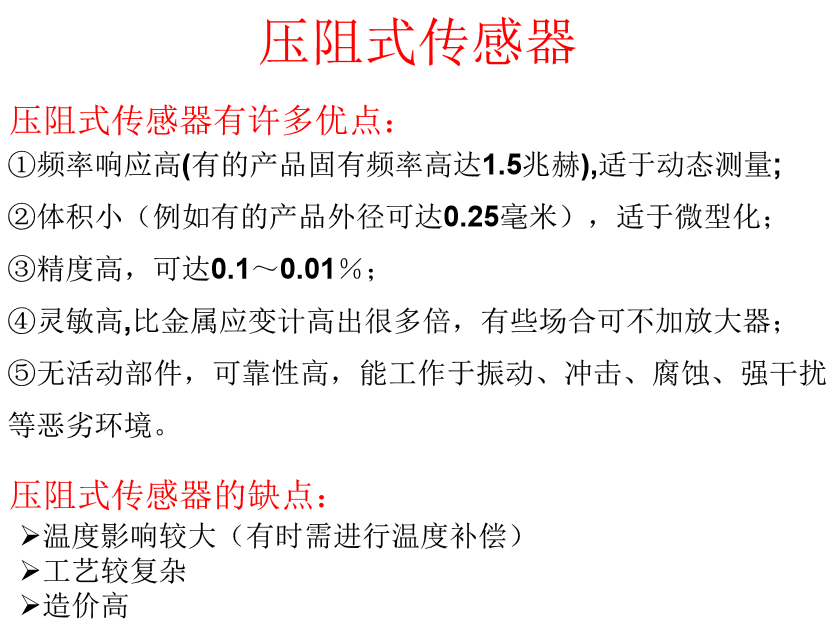 压阻式传感器
压阻式传感器有许多优点：
①频率响应高(有的产品固有频率高达1.5兆赫),适于动态测量;
②体积小（例如有的产品外径可达0.25毫米），适于微型化；
③精度高，可达0.1～0.01％；
④灵敏高,比金属应变计高出很多倍，有些场合可不加放大器；
⑤无活动部件，可靠性高，能工作于振动、冲击、腐蚀、强干扰
等恶劣环境。
压阻式传感器的缺点：
➢温度影响较大（有时需进行温度补偿）
➢工艺较复杂
➢造价高